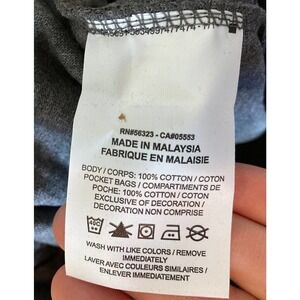 RN#56323 - CA#05553
MADE IN MALAYSIA
FABRIQUE EN MALAISIE
BODY / CORPS: 100% COTTON / COTON
POCKET BAGS / COMPARTIMENTS DE
POCHE: 100% COTTON / COTON
EXCLUSIVE OF DECORATION /
DECORATION NON COMPRISE
WASH WITH LIKE COLORS / REMOVE
IMMEDIATELY
LAVER AVEC COULEURS SIMILAIRES /
ENLEVER IMMEDIATEMENT